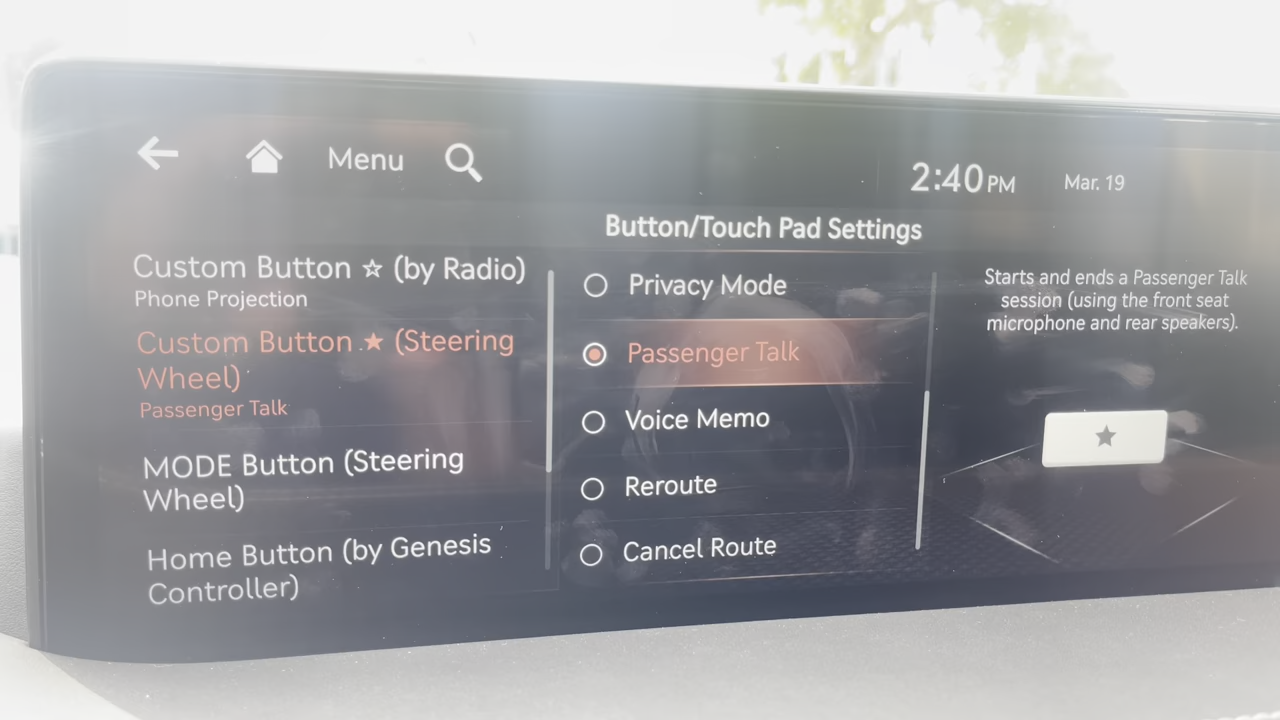 Menu
2:40 PM
Mar. 19
Button/Touch Pad Settings
Custom Button ☆ (by Radio)
Phone Projection
Custom Button ★ (Steering
Wheel)
Passenger Talk
MODE Button (Steering
Wheel)
Home Button (by Genesis
Controller)
Privacy Mode
Passenger Talk
Voice Memo
Reroute
Cancel Route
Starts and ends a Passenger Talk
session (using the front seat
microphone and rear speakers).